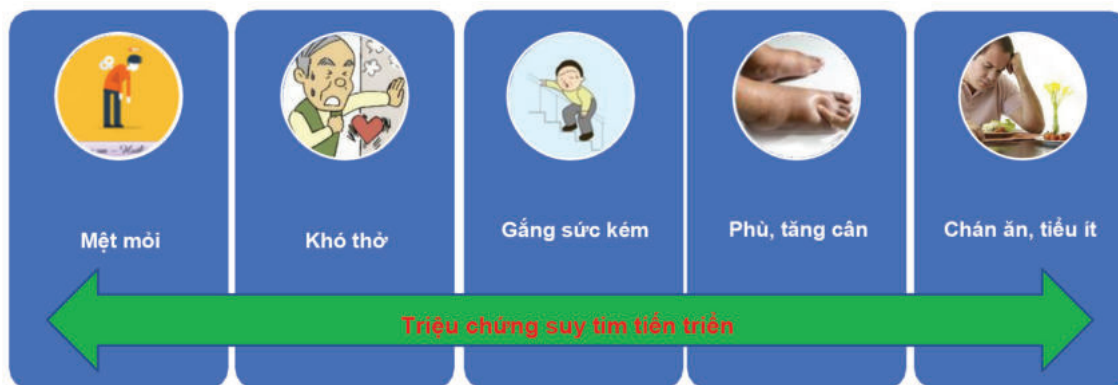 Mệt mỏi
Khó thở
Gắng sức kém
Phù, tăng cân
Chán ăn, tiểu ít
Triệu chứng suy tim tiến triển